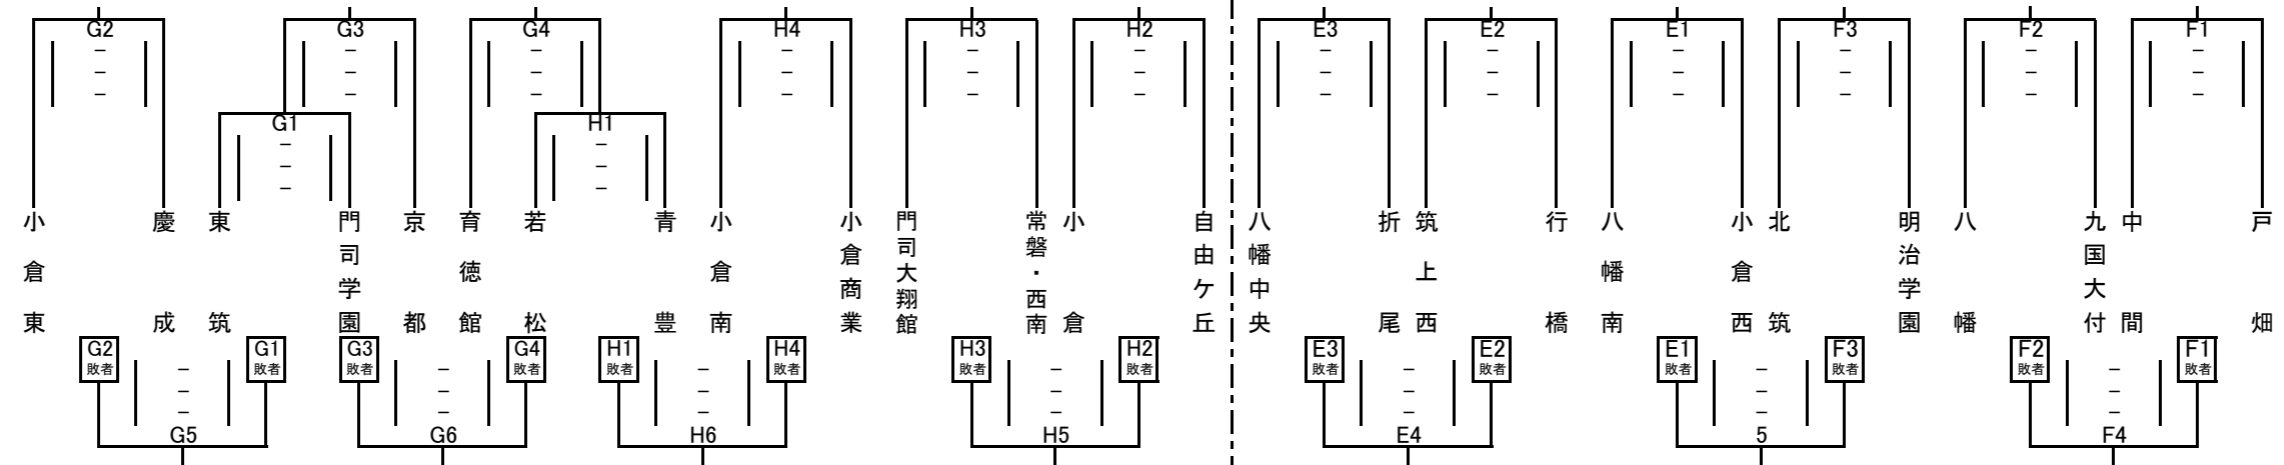 G2 G3 G4 H4 H3 H2 E3 E2 E1 F3 F2 F1
－ － － － － － － － － － － －
－ － － － － － － － － － － －
－ － － － － － － － － － － －
G1 H1
－ －
－ －
－ －
小倉東
慶成
東筑
門司学園
京都
育徳館
若松
青豊
小倉南
小倉商業
門司大翔館
常磐・西南
小倉
自由ケ丘
八幡中央
折尾
筑上西
行橋
八幡南
小倉西
北筑
明治学園
八幡
九国大付
中間
戸畑
G2 G1 G3 G4 H1 H4 H3 H2 E3 E2 E1 F3 F2 F1
敗者 敗者 敗者 敗者 敗者 敗者 敗者 敗者 敗者 敗者 敗者 敗者 敗者 敗者
－ － － － － － －
－ － － － － － －
－ － － － － － －
G5 G6 H6 H5 E4 5 F4